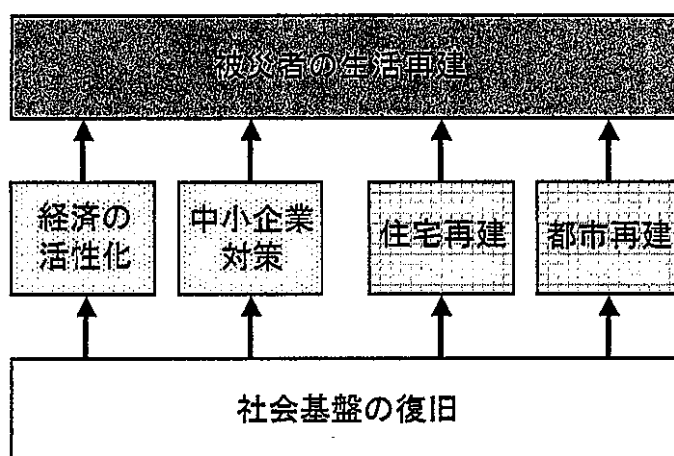 被災者の生活再建
経済の
活性化
中小企業
対策
住宅再建
都市再建
社会基盤の復旧